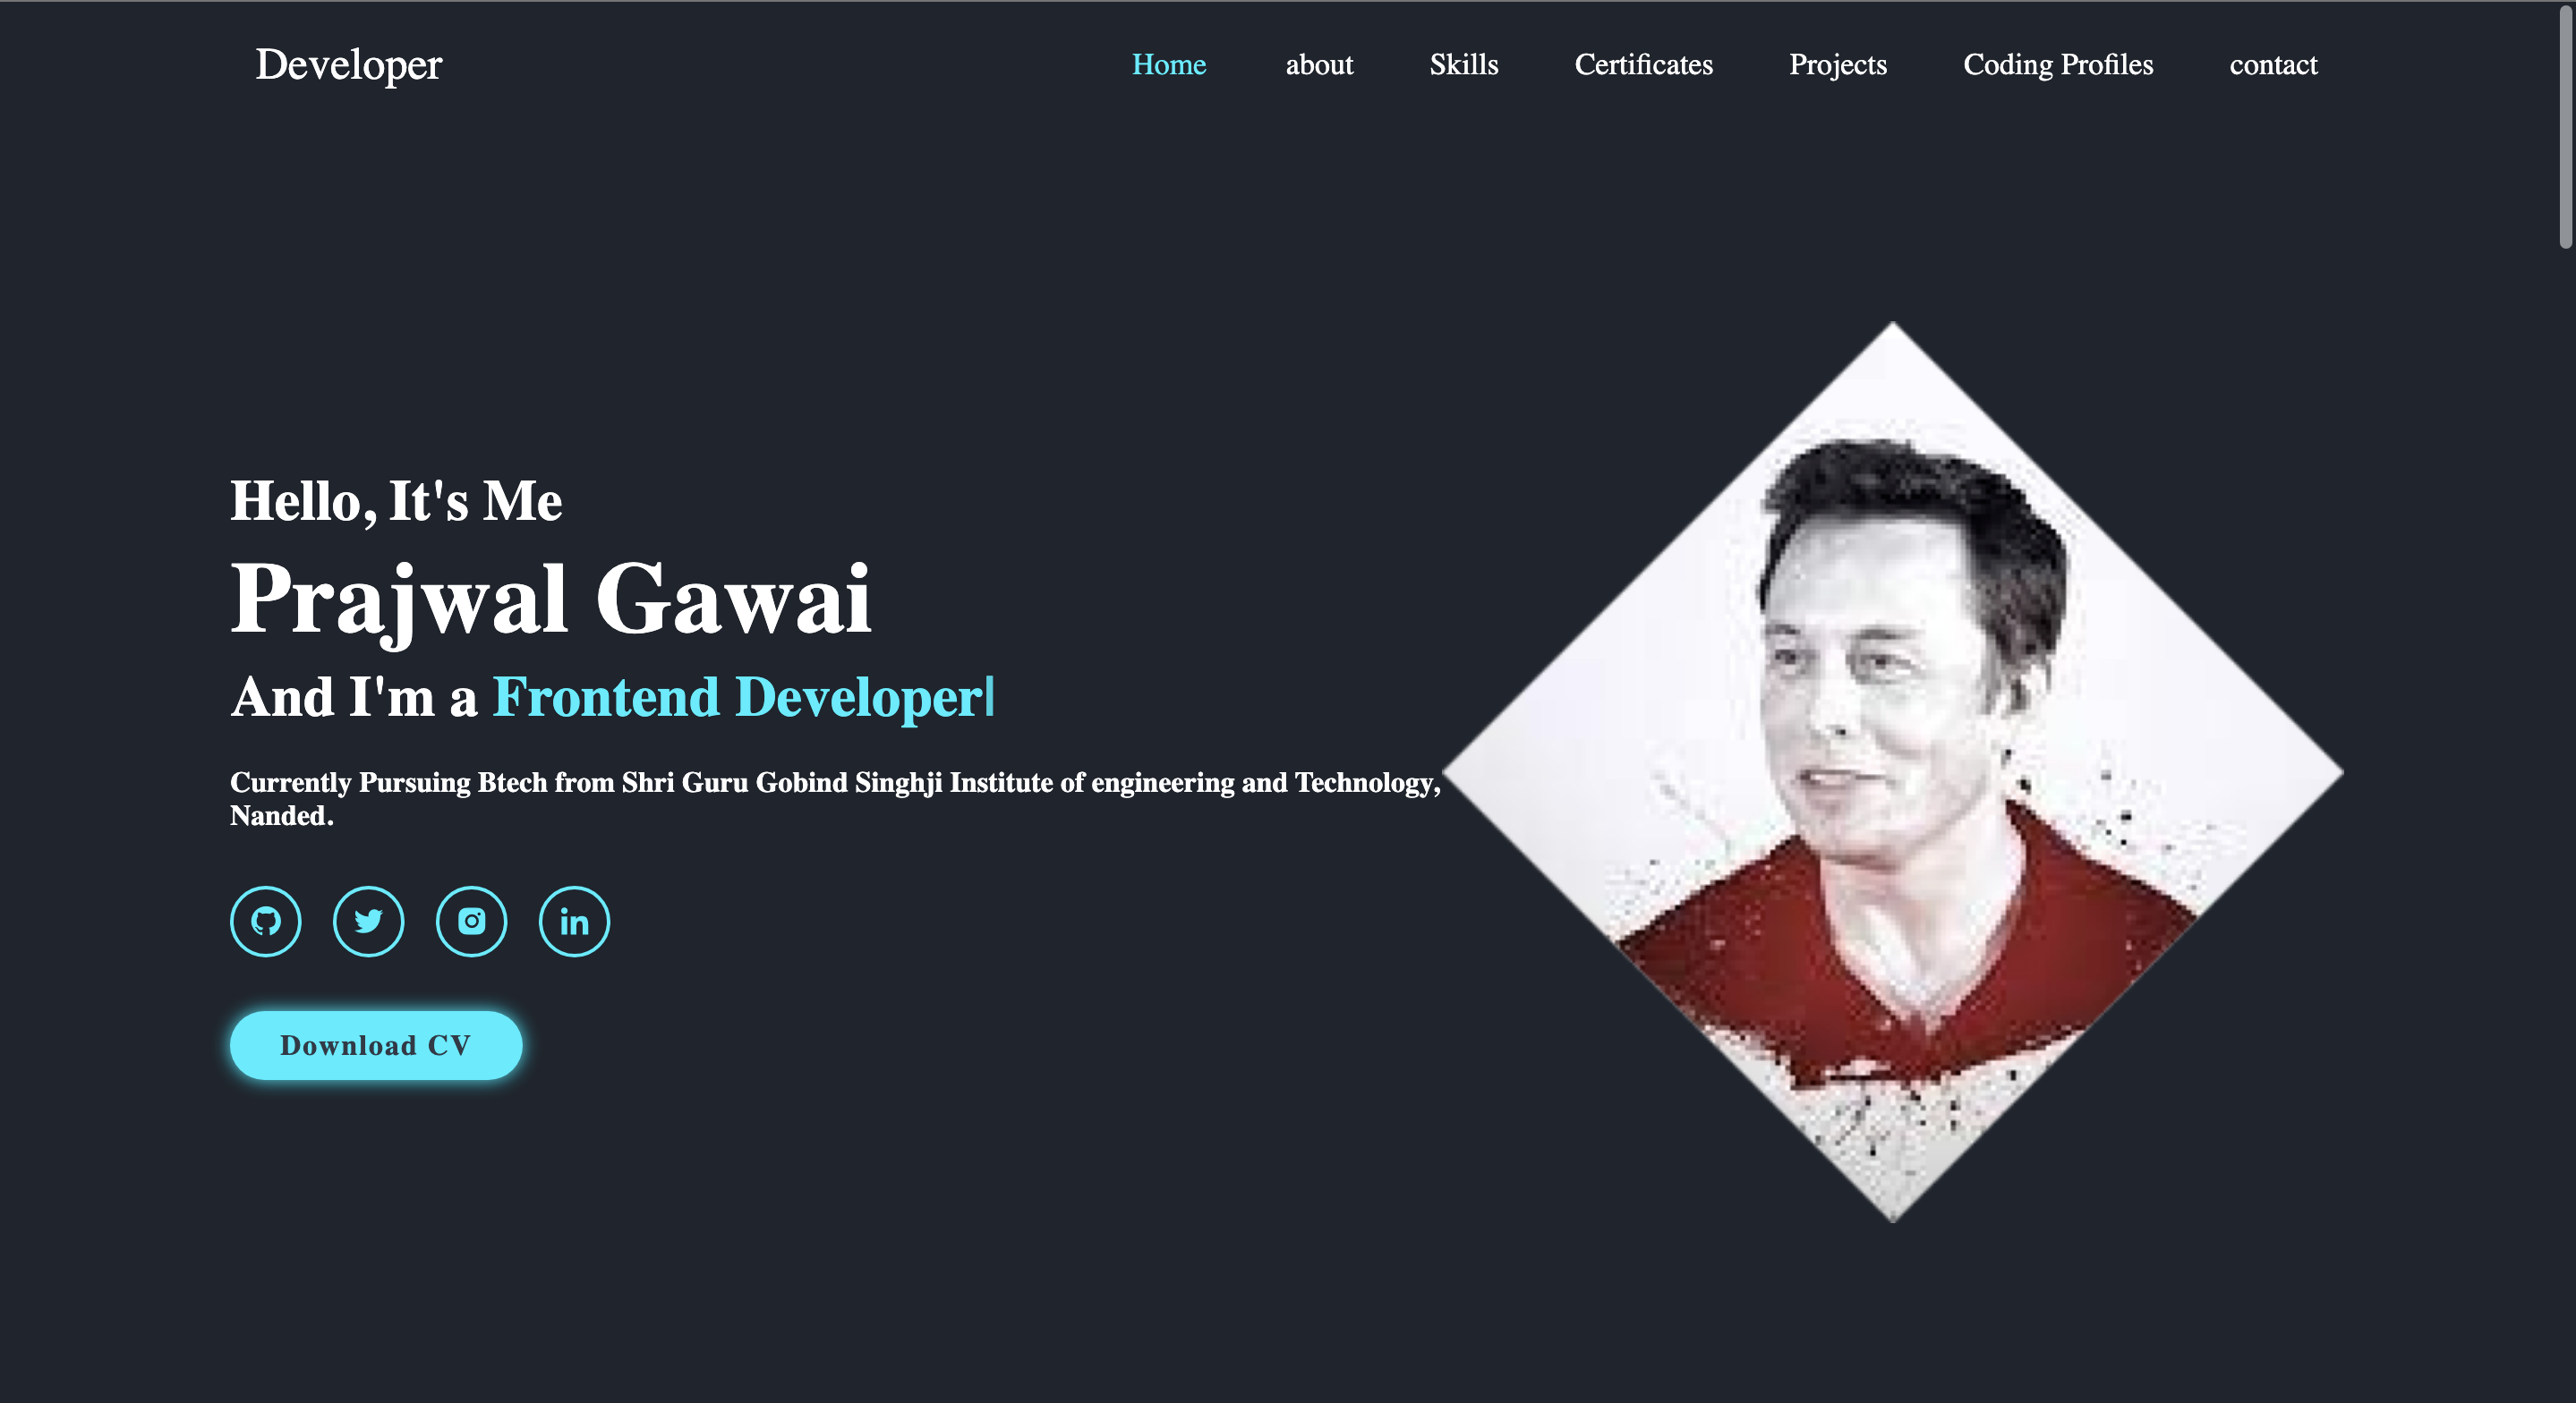 Developer
Home about Skills Certificates Projects Coding Profiles contact
Hello, It's Me
Prajwal Gawai
And I'm a Frontend Developer|
Currently Pursuing Btech from Shri Guru Gobind Singhji Institute of engineering and Technology,
Nanded.
Download CV